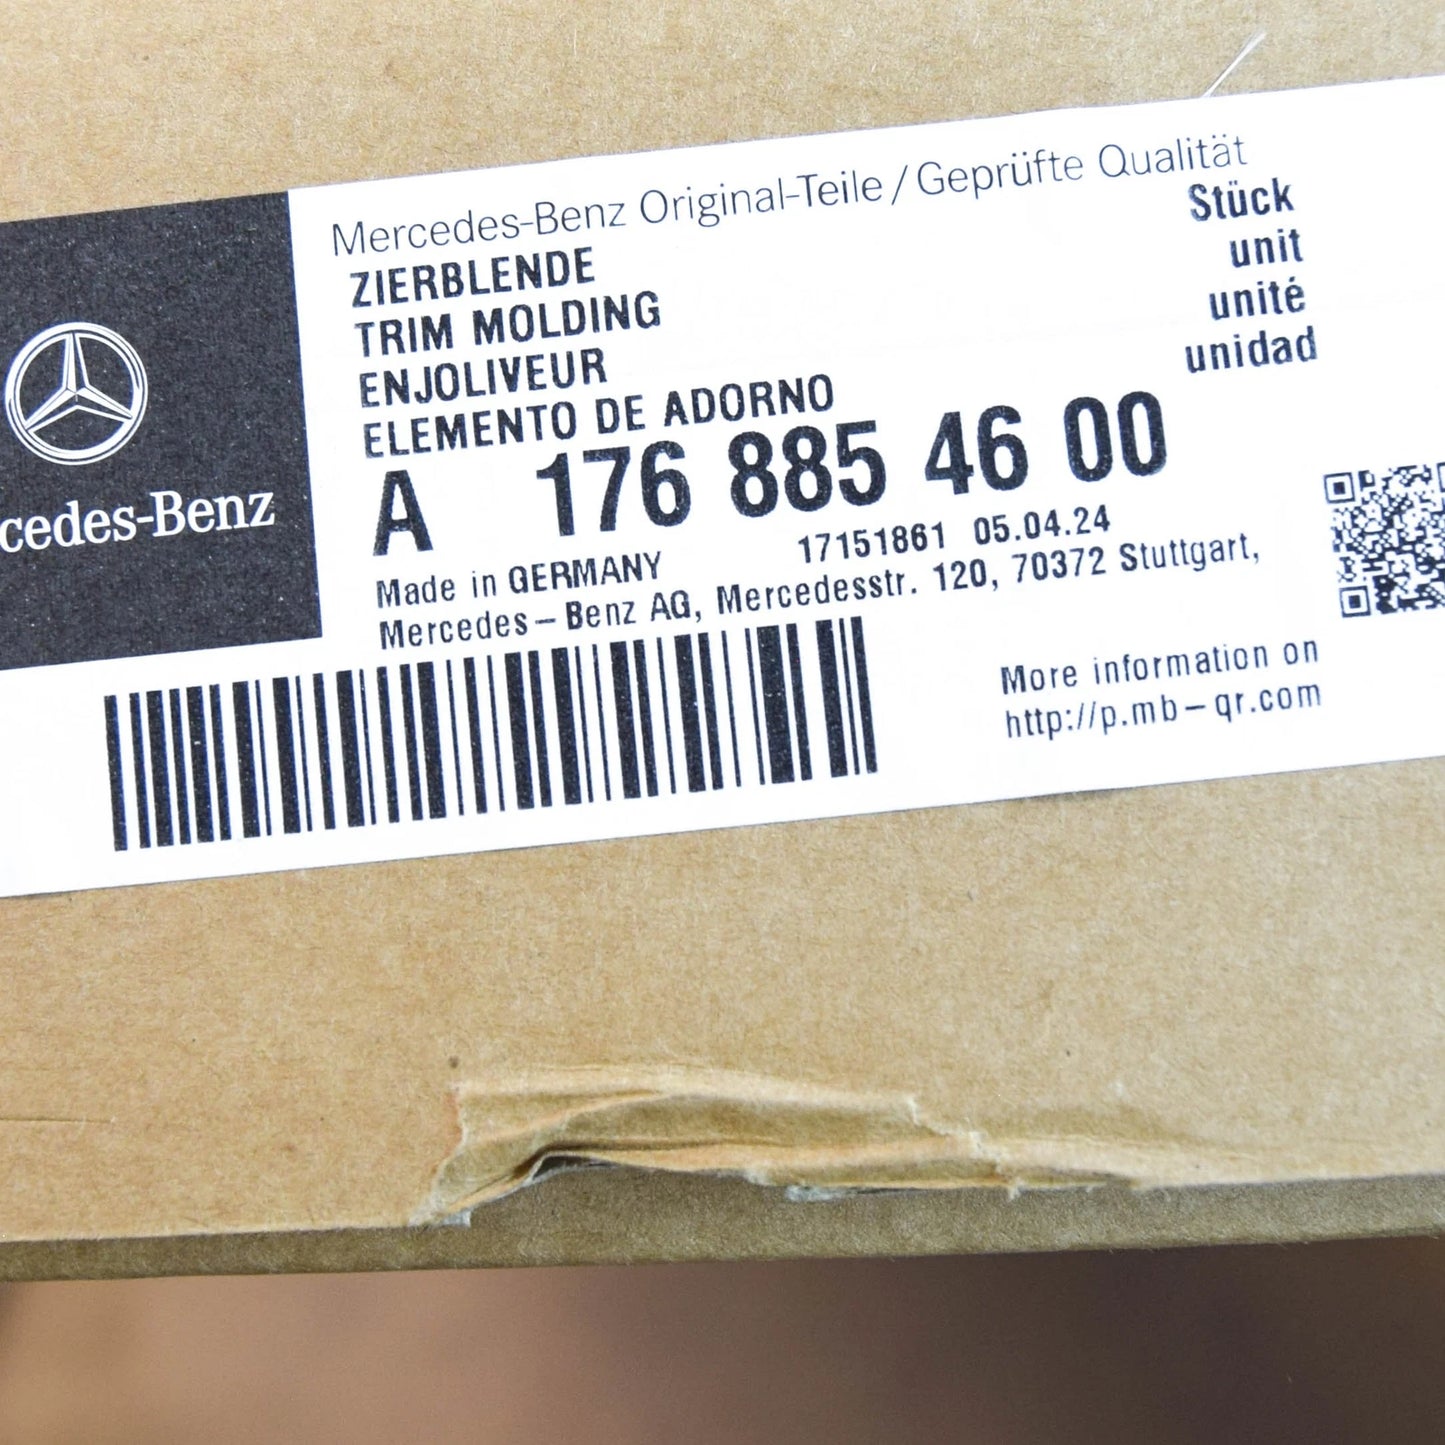 Mercedes-Benz Original-Teile / Geprüfte Qualität
ZIERBLENDE
TRIM MOLDING
ENJOLIVEUR
ELEMENTO DE ADORNO
Stück
unit
unité
unidad
A 176 885 46 00
17151861 05.04.24
Made in GERMANY
Mercedes-Benz AG, Mercedesstr. 120, 70372 Stuttgart,
cedes-Benz
More information on
http://p.mb-qr.com